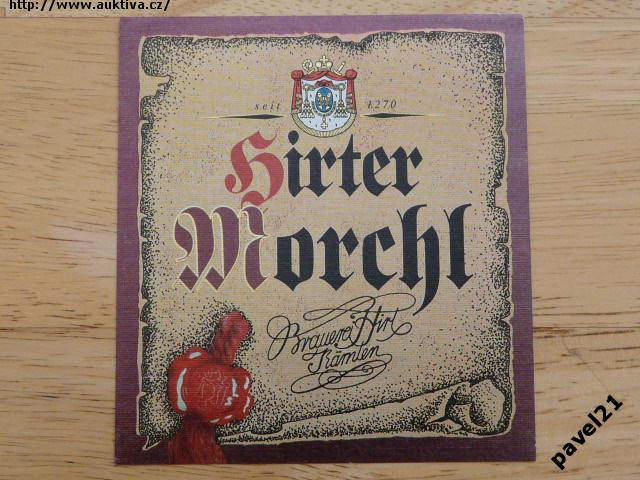 http://www.auktiva.cz/
seit 1270
Hirter
Morchl
Brauerei Hirt
Kärnten
pavel21